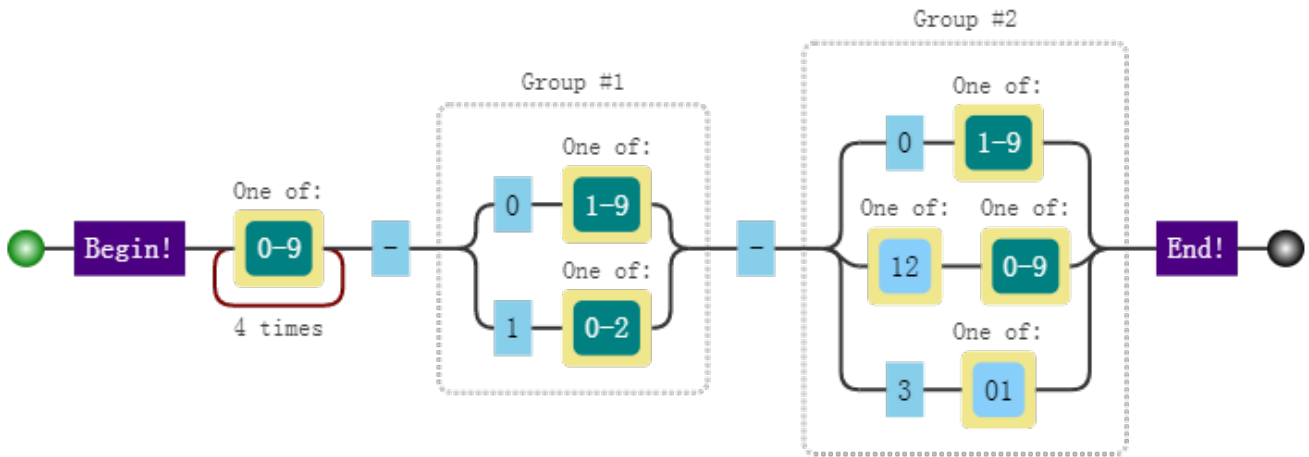 Group #2
Group #1
One of:
0
1-9
One of:
0
1-9
One of:
One of:
One of:
Begin!
0-9
-
-
12
0-9
End!
One of:
4 times
1
0-2
One of:
3
01